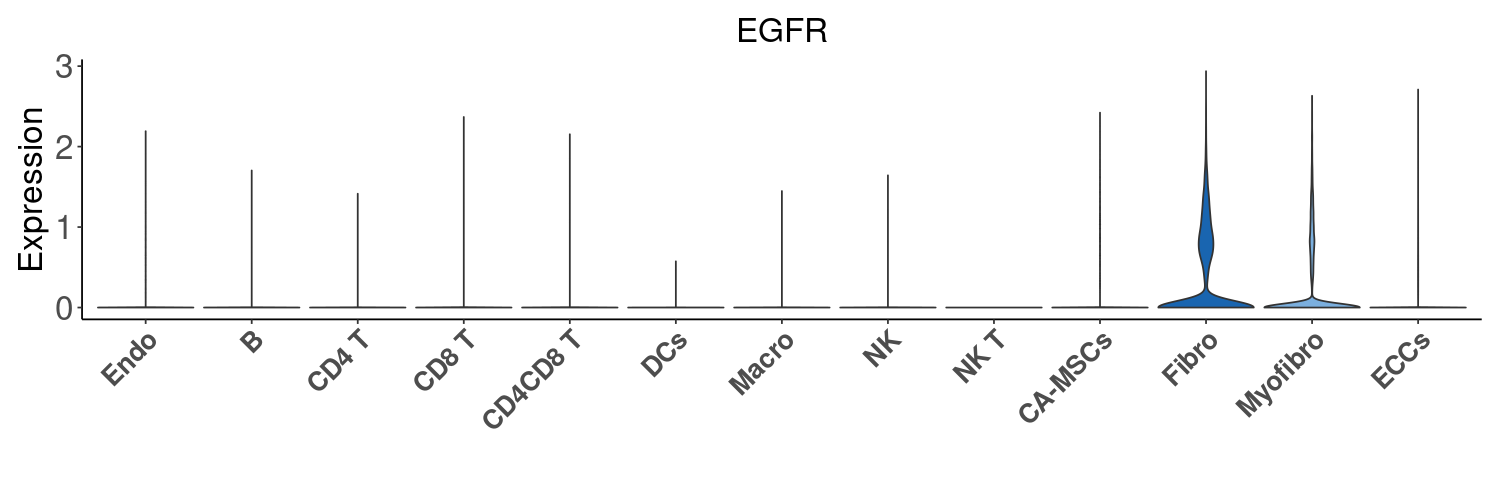 EGFR
Expression
3
2
1
0
Endo
B
CD4 T
CD8 T
CD4CD8 T
DCs
Macro
NK
NK T
CA-MSCs
Fibro
Myofibro
ECCs